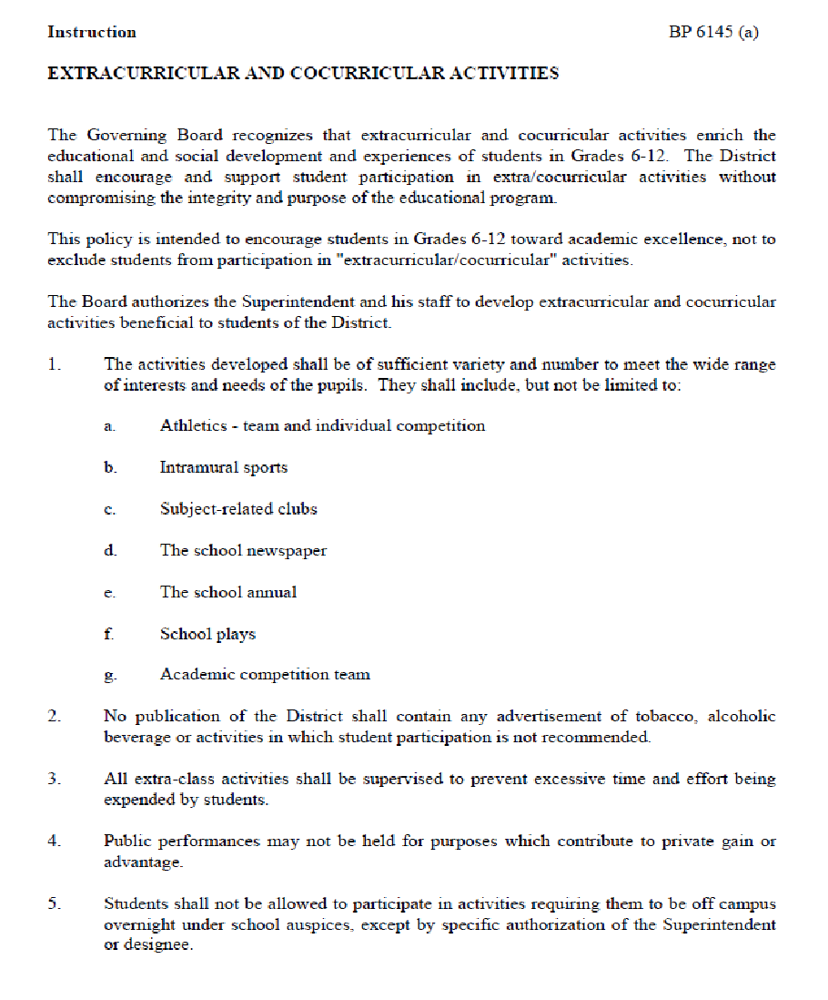 Instruction BP 6145 (a)
EXTRACURRICULAR AND COCURRICULAR ACTIVITIES
The Governing Board recognizes that extracurricular and cocurricular activities enrich the
educational and social development and experiences of students in Grades 6-12. The District
shall encourage and support student participation in extra/cocurricular activities without
compromising the integrity and purpose of the educational program.
This policy is intended to encourage students in Grades 6-12 toward academic excellence, not to
exclude students from participation in "extracurricular/cocurricular" activities.
The Board authorizes the Superintendent and his staff to develop extracurricular and cocurricular
activities beneficial to students of the District.
1. The activities developed shall be of sufficient variety and number to meet the wide range
of interests and needs of the pupils. They shall include, but not be limited to:
a. Athletics - team and individual competition
b. Intramural sports
c. Subject-related clubs
d. The school newspaper
e. The school annual
f. School plays
g. Academic competition team
2. No publication of the District shall contain any advertisement of tobacco, alcoholic
beverage or activities in which student participation is not recommended.
3. All extra-class activities shall be supervised to prevent excessive time and effort being
expended by students.
4. Public performances may not be held for purposes which contribute to private gain or
advantage.
5. Students shall not be allowed to participate in activities requiring them to be off campus
overnight under school auspices, except by specific authorization of the Superintendent
or designee.